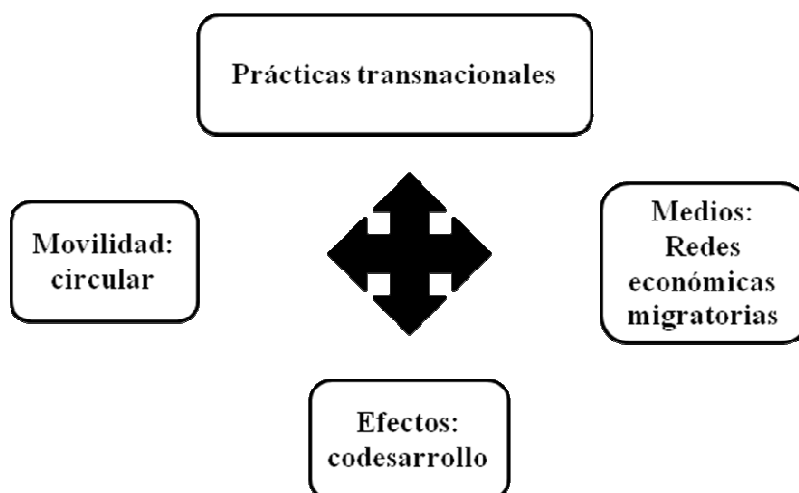 Prácticas transnacionales
Movilidad:
circular
Medios:
Redes
económicas
migratorias
Efectos:
codesarrollo